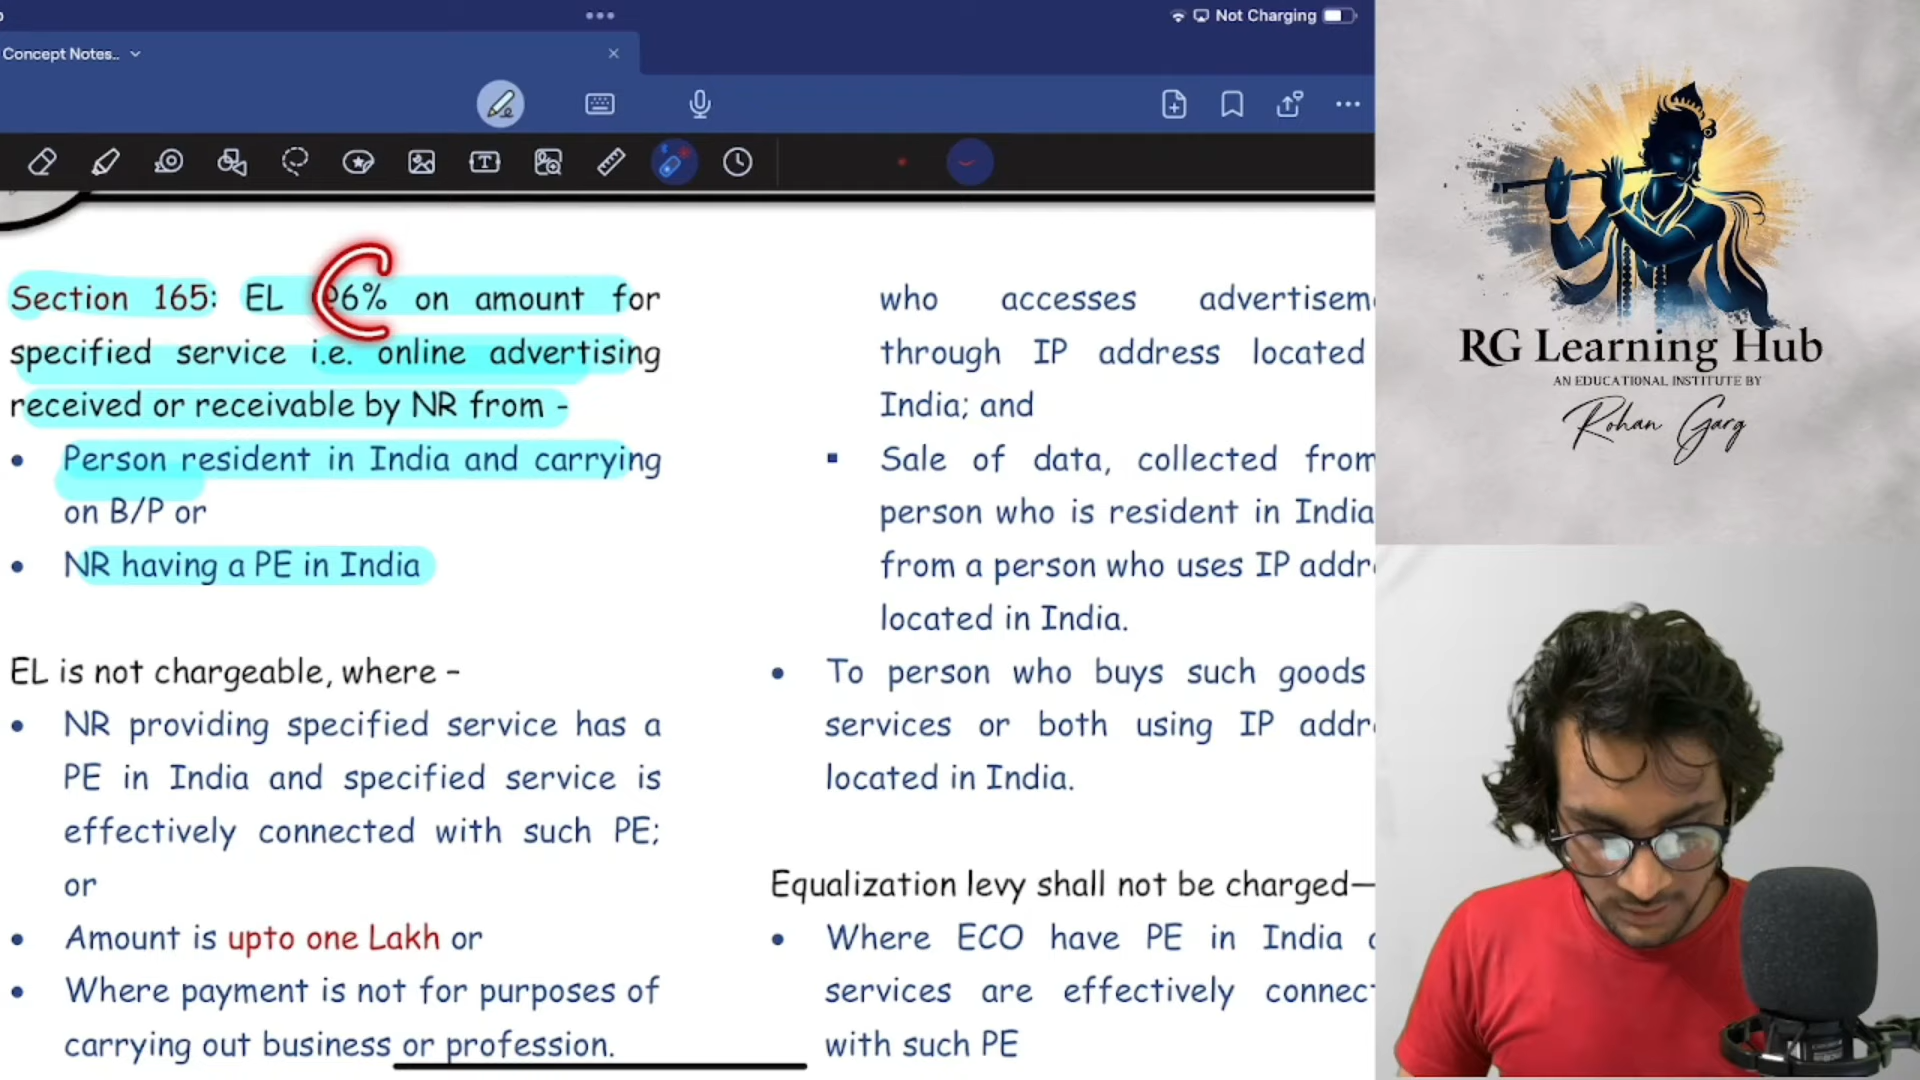 Not Charging
Concept Notes..
Section 165: EL @6% on amount for
specified service i.e. online advertising
received or receivable by NR from -
• Person resident in India and carrying
on B/P or
• NR having a PE in India
EL is not chargeable, where –
• NR providing specified service has a
PE in India and specified service is
effectively connected with such PE;
or
• Amount is upto one Lakh or
• Where payment is not for purposes of
carrying out business or profession.
who accesses
through IP address located
India; and
▪ Sale of data, collected from
person who is resident in India
from a person who uses IP
located in India.
• To person who buys such goods
services or both using IP
located in India.
Equalization levy shall not be charged—
• Where ECO have PE in India
services are effectively
with such PE
RG Learning Hub
AN EDUCATIONAL INSTITUTE BY
Rohan Garg